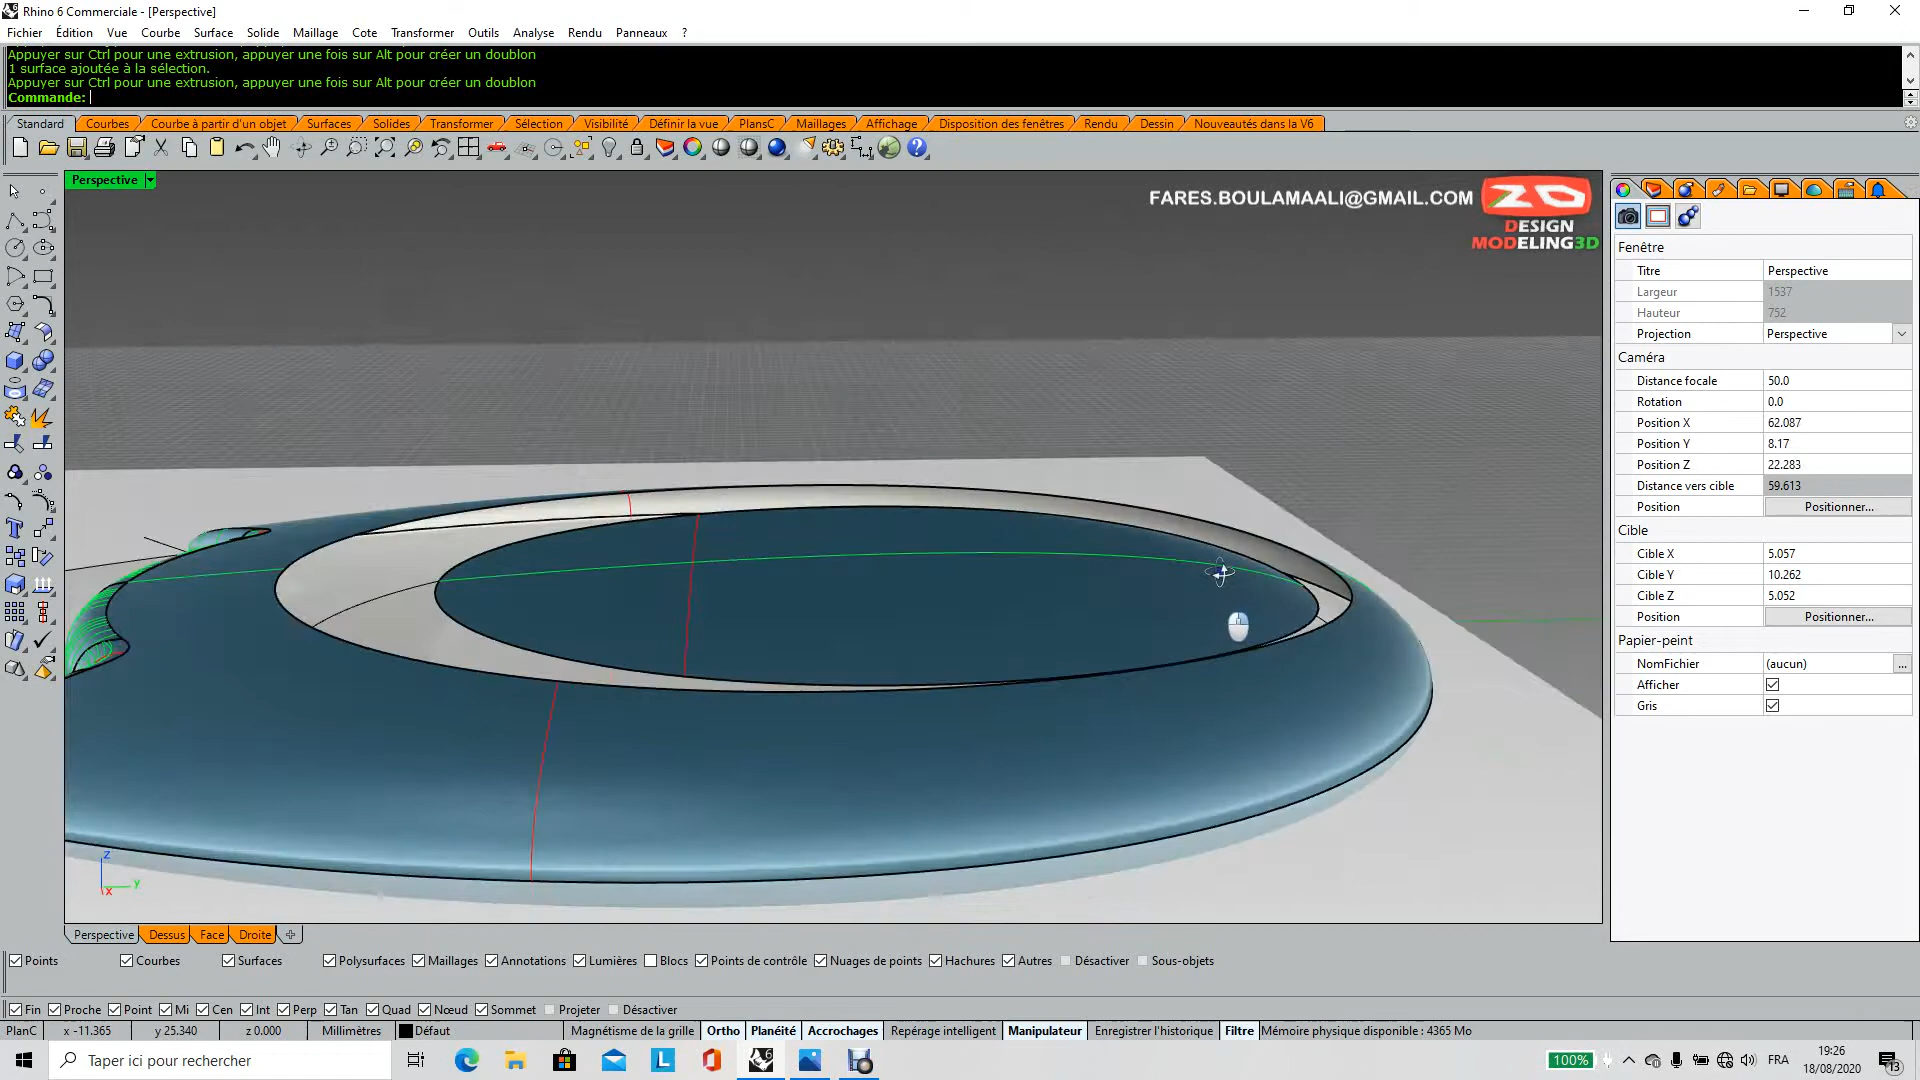 Rhino 6 Commerciale - [Perspective]
Fichier Édition Vue Courbe Surface Solide Maillage Cote Transformer Outils Analyse Rendu Panneaux ?
Appuyer sur Ctrl pour une extrusion, appuyer une fois sur Alt pour créer un doublon
1 surface ajoutée à la sélection.
Appuyer sur Ctrl pour une extrusion, appuyer une fois sur Alt pour créer un doublon
Commande:
Standard Courbes Courbe à partir d'un objet Surfaces Solides Transformer Sélection Visibilité Définir la vue PlansC Maillages Affichage Disposition des fenêtres Rendu Dessin Nouveautés dans la V6
Perspective
FARES.BOULAMAALI@GMAIL.COM
DESIGN
MODELING3D
Fenêtre
Titre Perspective
Largeur 1537
Hauteur 752
Projection Perspective
Caméra
Distance focale 50.0
Rotation 0.0
Position X 62.087
Position Y 8.17
Position Z 22.283
Distance vers cible 59.613
Position Positionner...
Cible
Cible X 5.057
Cible Y 10.262
Cible Z 5.052
Position Positionner...
Papier-peint
NomFichier (aucun) ...
Afficher
Gris
z
y
x
Perspective Dessus Face Droite
Points Courbes Surfaces Polysurfaces Maillages Annotations Lumières Blocs Points de contrôle Nuages de points Hachures Autres Désactiver Sous-objets
Fin Proche Point Mi Cen Int Perp Tan Quad Nœud Sommet Projeter Désactiver
PlanC x -11.365 y 25.340 z 0.000 Millimètres Défaut Magnétisme de la grille Ortho Planéité Accrochages Repérage intelligent Manipulateur Enregistrer l'historique Filtre Mémoire physique disponible : 4365 Mo
Taper ici pour rechercher
100% FRA 19:26
18/08/2020
13